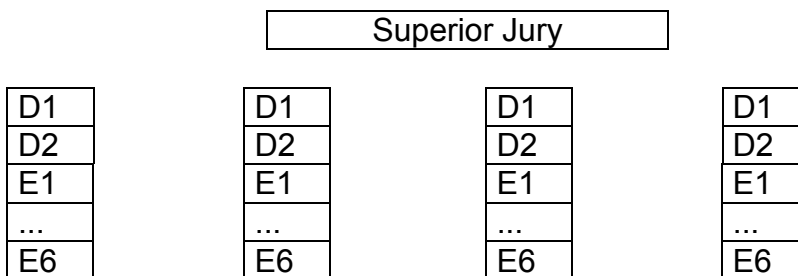 Superior Jury
D1 D1 D1 D1
D2 D2 D2 D2
E1 E1 E1 E1
... ... ... ...
E6 E6 E6 E6